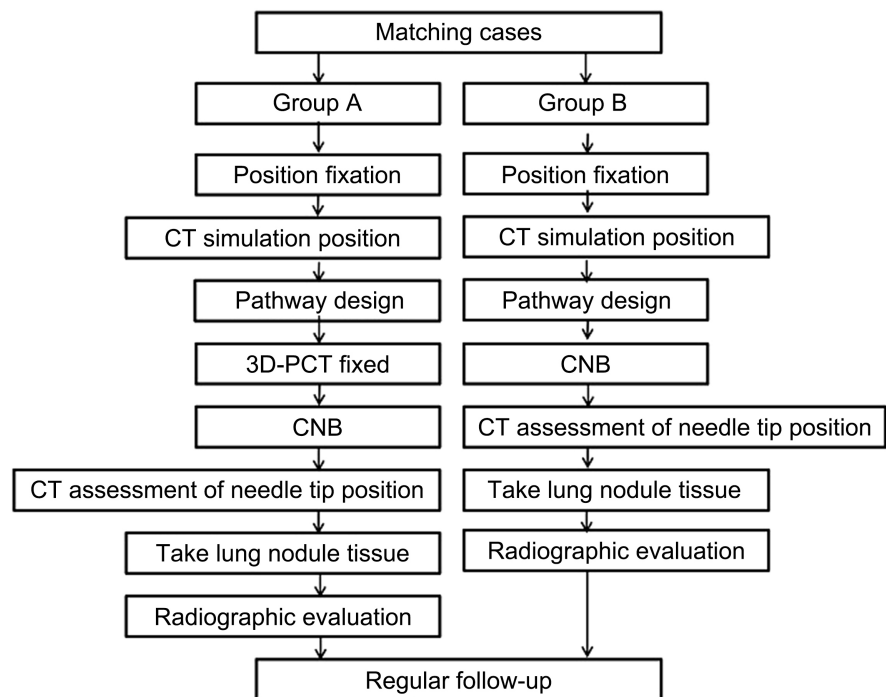 Matching cases
Group A
Group B
Position fixation
Position fixation
CT simulation position
CT simulation position
Pathway design
Pathway design
3D-PCT fixed
CNB
CNB
CT assessment of needle tip position
CT assessment of needle tip position
Take lung nodule tissue
Take lung nodule tissue
Radiographic evaluation
Radiographic evaluation
Regular follow-up